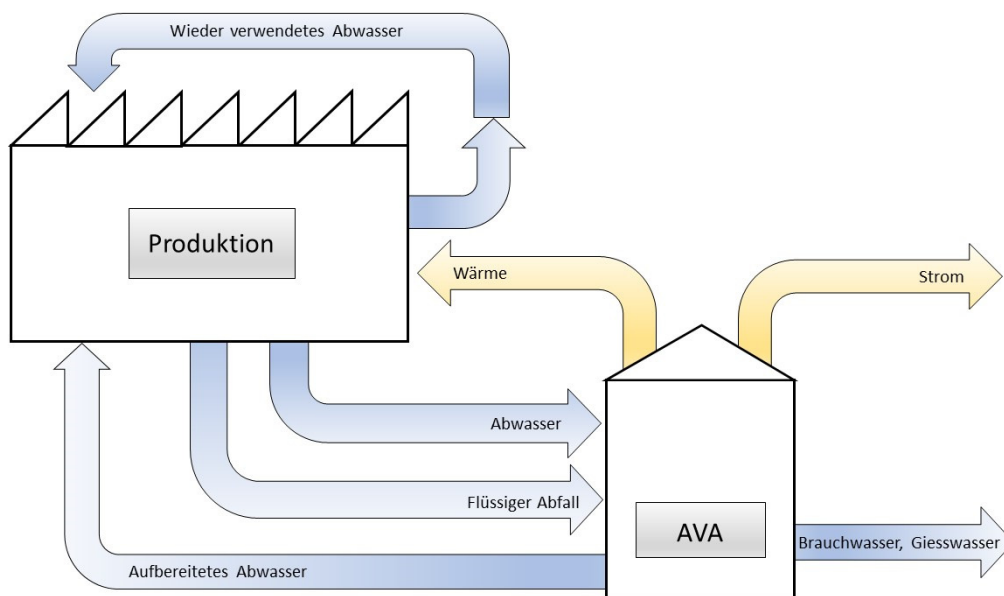 Wieder verwendetes Abwasser
Produktion
Wärme
Strom
Abwasser
Flüssiger Abfall
AVA
Brauchwasser, Giesswasser
Aufbereitetes Abwasser